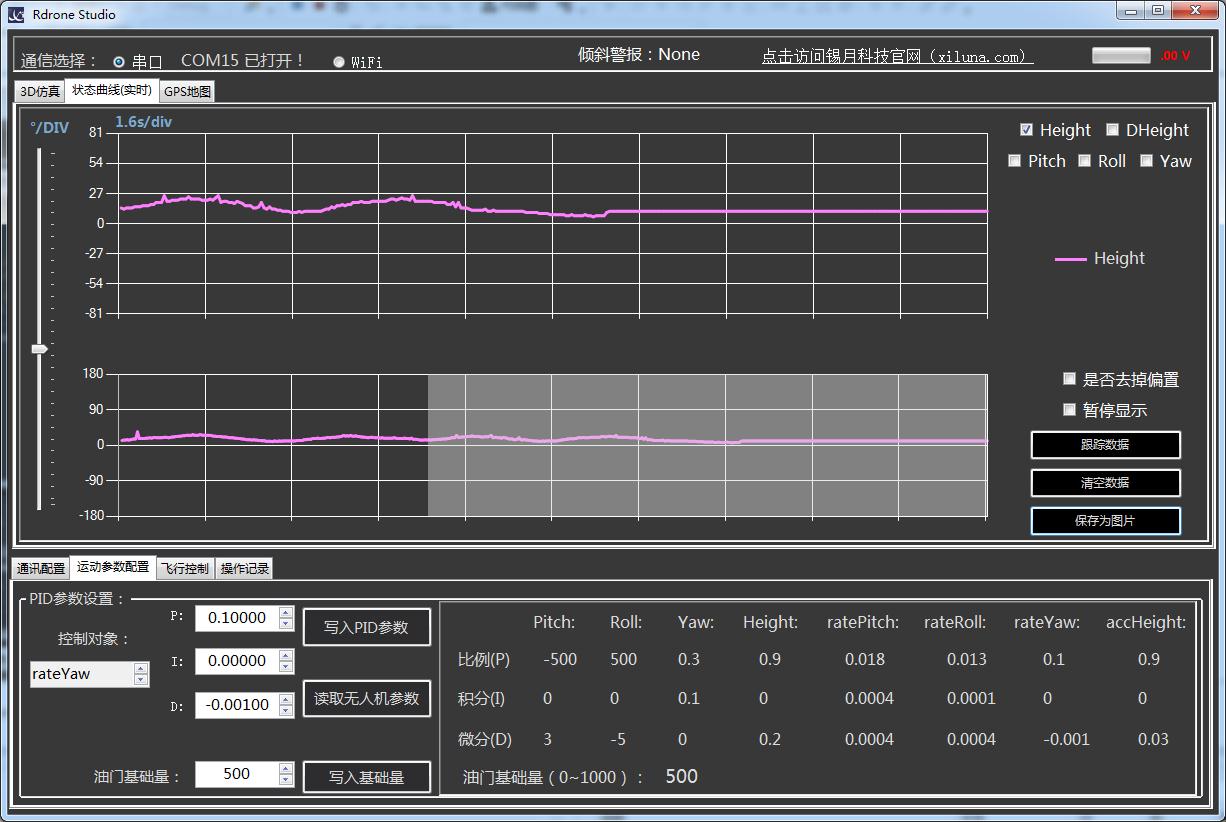 Rdrone Studio
通信选择： 串口 COM15 已打开！ WiFi 倾斜警报：None 点击访问锡月科技官网（xiluna.com） .00 V
3D仿真 状态曲线(实时) GPS地图
°/DIV 1.6s/div
81
54
27
0
-27
-54
-81
Height DHeight
Pitch Roll Yaw
Height
180
90
0
-90
-180
是否去掉偏置
暂停显示
跟踪数据
清空数据
保存为图片
通讯配置 运动参数配置 飞行控制 操作记录
PID参数设置：
控制对象：
rateYaw
P: 0.10000 写入PID参数
I: 0.00000
D: -0.00100 读取无人机参数
油门基础量： 500 写入基础量
Pitch: Roll: Yaw: Height: ratePitch: rateRoll: rateYaw: accHeight:
比例(P) -500 500 0.3 0.9 0.018 0.013 0.1 0.9
积分(I) 0 0 0.1 0 0.0004 0.0001 0 0
微分(D) 3 -5 0 0.2 0.0004 0.0004 -0.001 0.03
油门基础量（0~1000）： 500